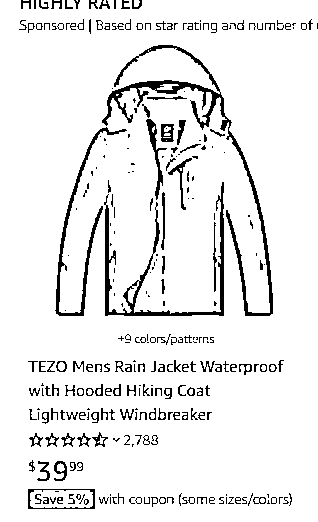 HIGHLY RATED
Sponsored | Based on star rating and number of
+9 colors/patterns
TEZO Mens Rain Jacket Waterproof
with Hooded Hiking Coat
Lightweight Windbreaker
2,788
$39.99
Save 5% with coupon (some sizes/colors)